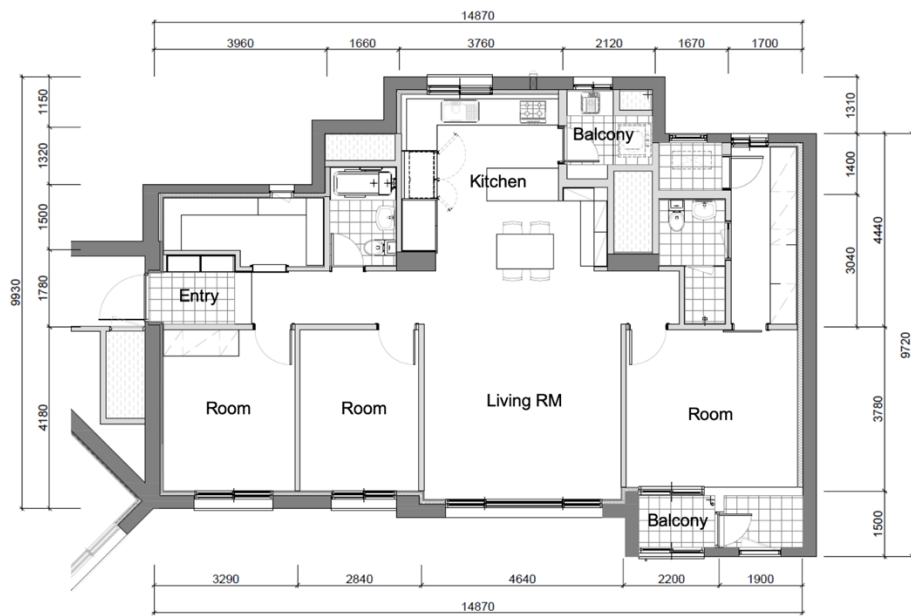 14870
3960 1660 3760 2120 1670 1700
1150
1320
1500
1780
4180
9930
1310
1400
3040
4440
3780
1500
9720
Balcony
Kitchen
Entry
Room
Room
Living RM
Room
Balcony
3290 2840 4640 2200 1900
14870